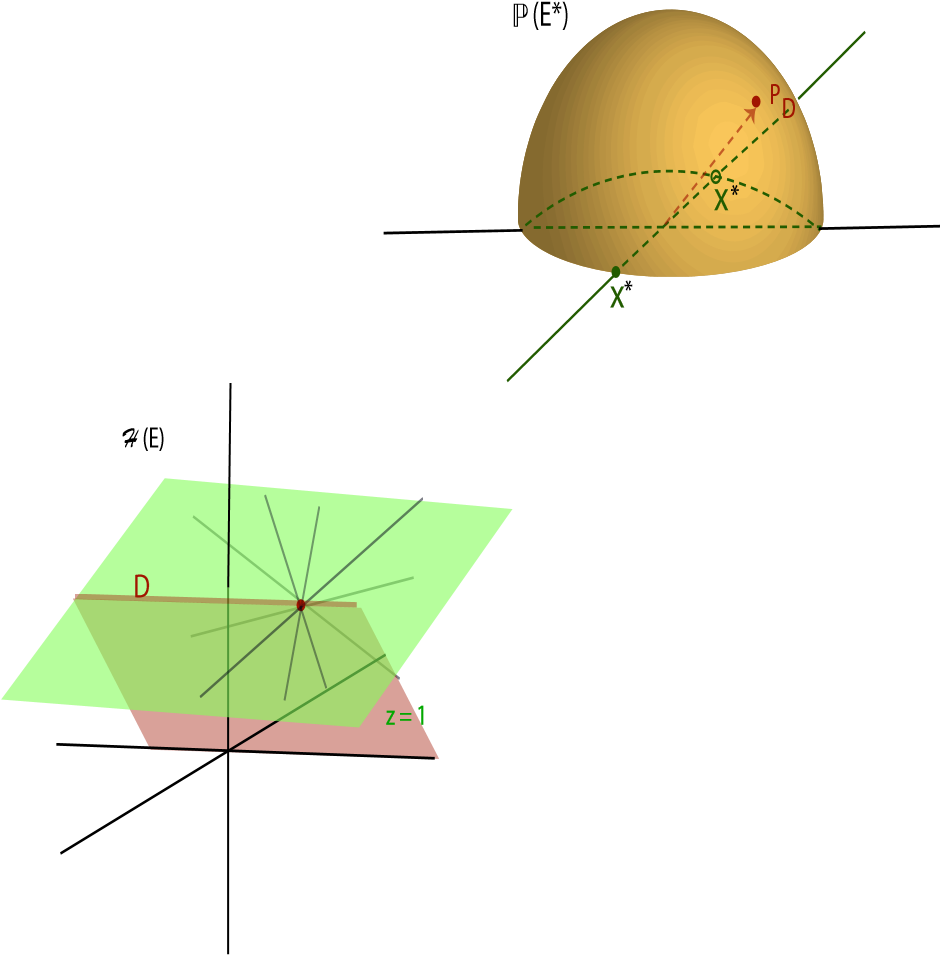 ℙ (E*)
P_D
X*
X*
ℋ (E)
D
z = 1